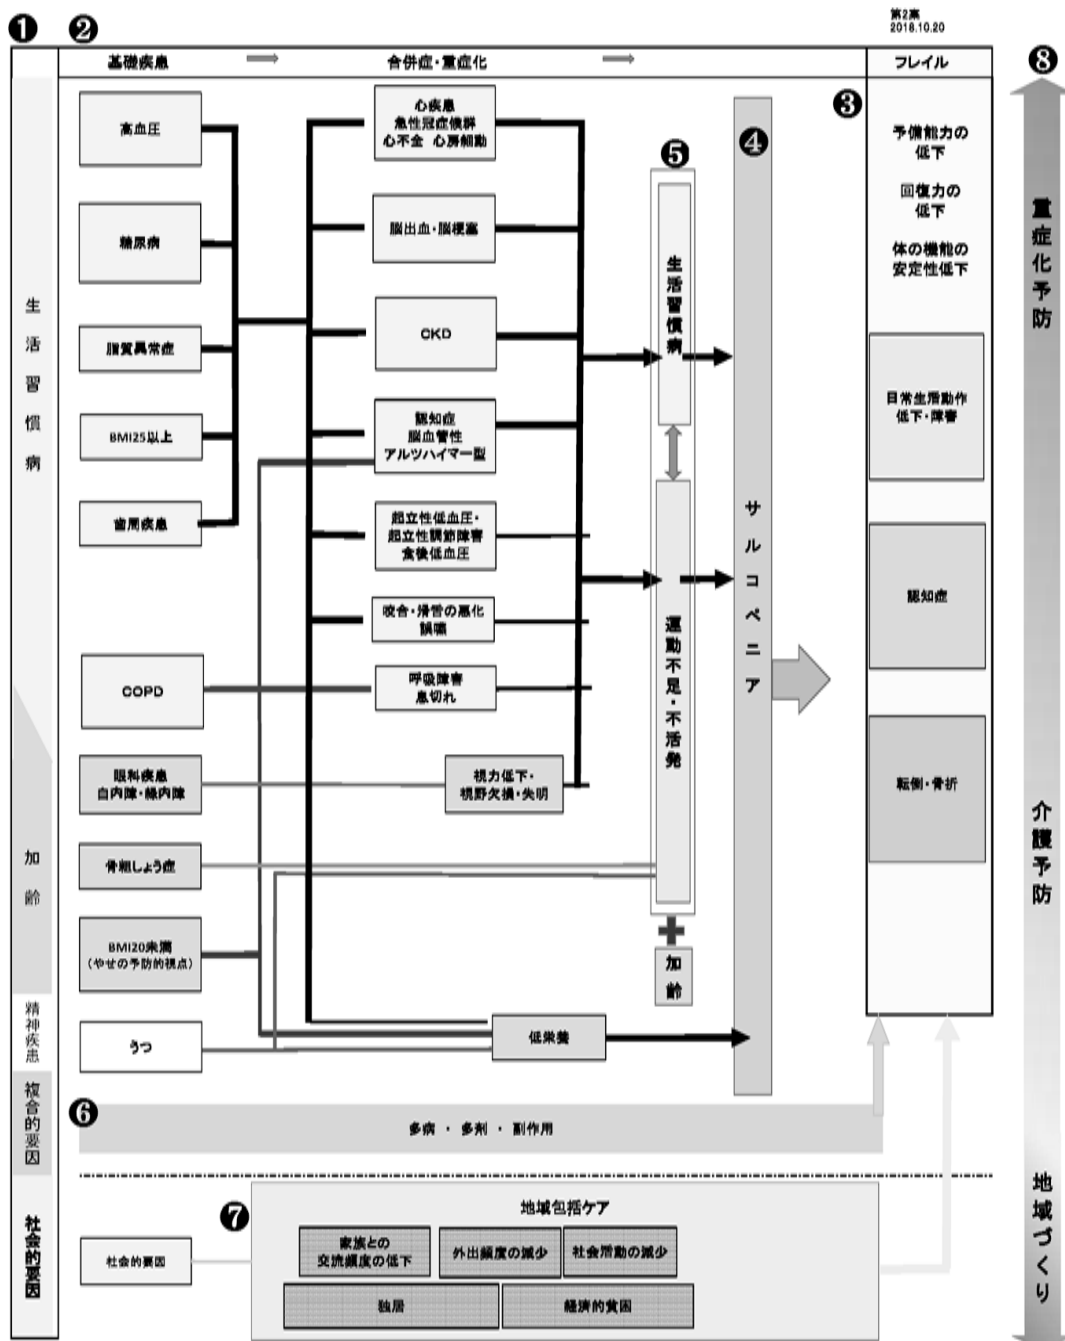 第2案
2018.10.20
❶
❷
基礎疾患
合併症・重症化
フレイル
❽
生活習慣病
加齢
精神疾患
複合的要因
社会的要因
高血圧
糖尿病
脂質異常症
BMI25以上
歯周疾患
COPD
眼科疾患
白内障・緑内障
骨粗しょう症
BMI20未満
(やせの予防的視点)
うつ
心疾患
急性冠症候群
心不全 心房細動
脳出血・脳梗塞
CKD
認知症
脳血管性
アルツハイマー型
起立性低血圧・
起立性調節障害
食後低血圧
咬合・滑舌の悪化
誤嚥
呼吸障害
息切れ
視力低下・
視野欠損・失明
低栄養
❺
生活習慣病
運動不足・不活発
加齢
❹
サルコペニア
❸
予備能力の
低下
回復力の
低下
体の機能の
安定性低下
日常生活動作
低下・障害
認知症
転倒・骨折
❻
多病 ・ 多剤 ・ 副作用
❼
地域包括ケア
社会的要因
家族との
交流頻度の低下
外出頻度の減少
社会活動の減少
独居
経済的貧困
重症化予防
介護予防
地域づくり